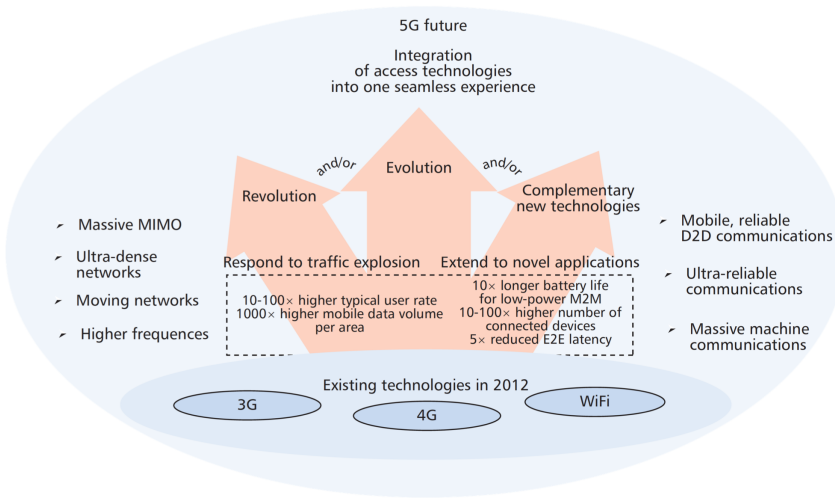 5G future
Integration
of access technologies
into one seamless experience
and/or
Evolution
and/or
Revolution
Complementary
new technologies
Massive MIMO
Ultra-dense
networks
Moving networks
Higher frequences
Mobile, reliable
D2D communications
Ultra-reliable
communications
Massive machine
communications
Respond to traffic explosion
10-100× higher typical user rate
1000× higher mobile data volume
per area
Extend to novel applications
10× longer battery life
for low-power M2M
10-100× higher number of
connected devices
5× reduced E2E latency
Existing technologies in 2012
3G
4G
WiFi